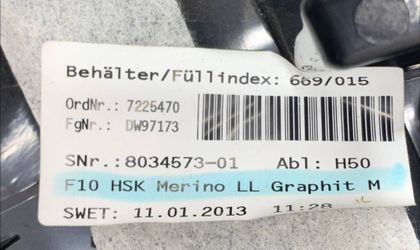 Behälter/Füllindex: 669/015
OrdNr.: 7225470
FgNr.: DW97173
SNr.:8034573-01 Abl: H50
F10 HSK Merino LL Graphit M
SWET: 11.01.2013 11:28